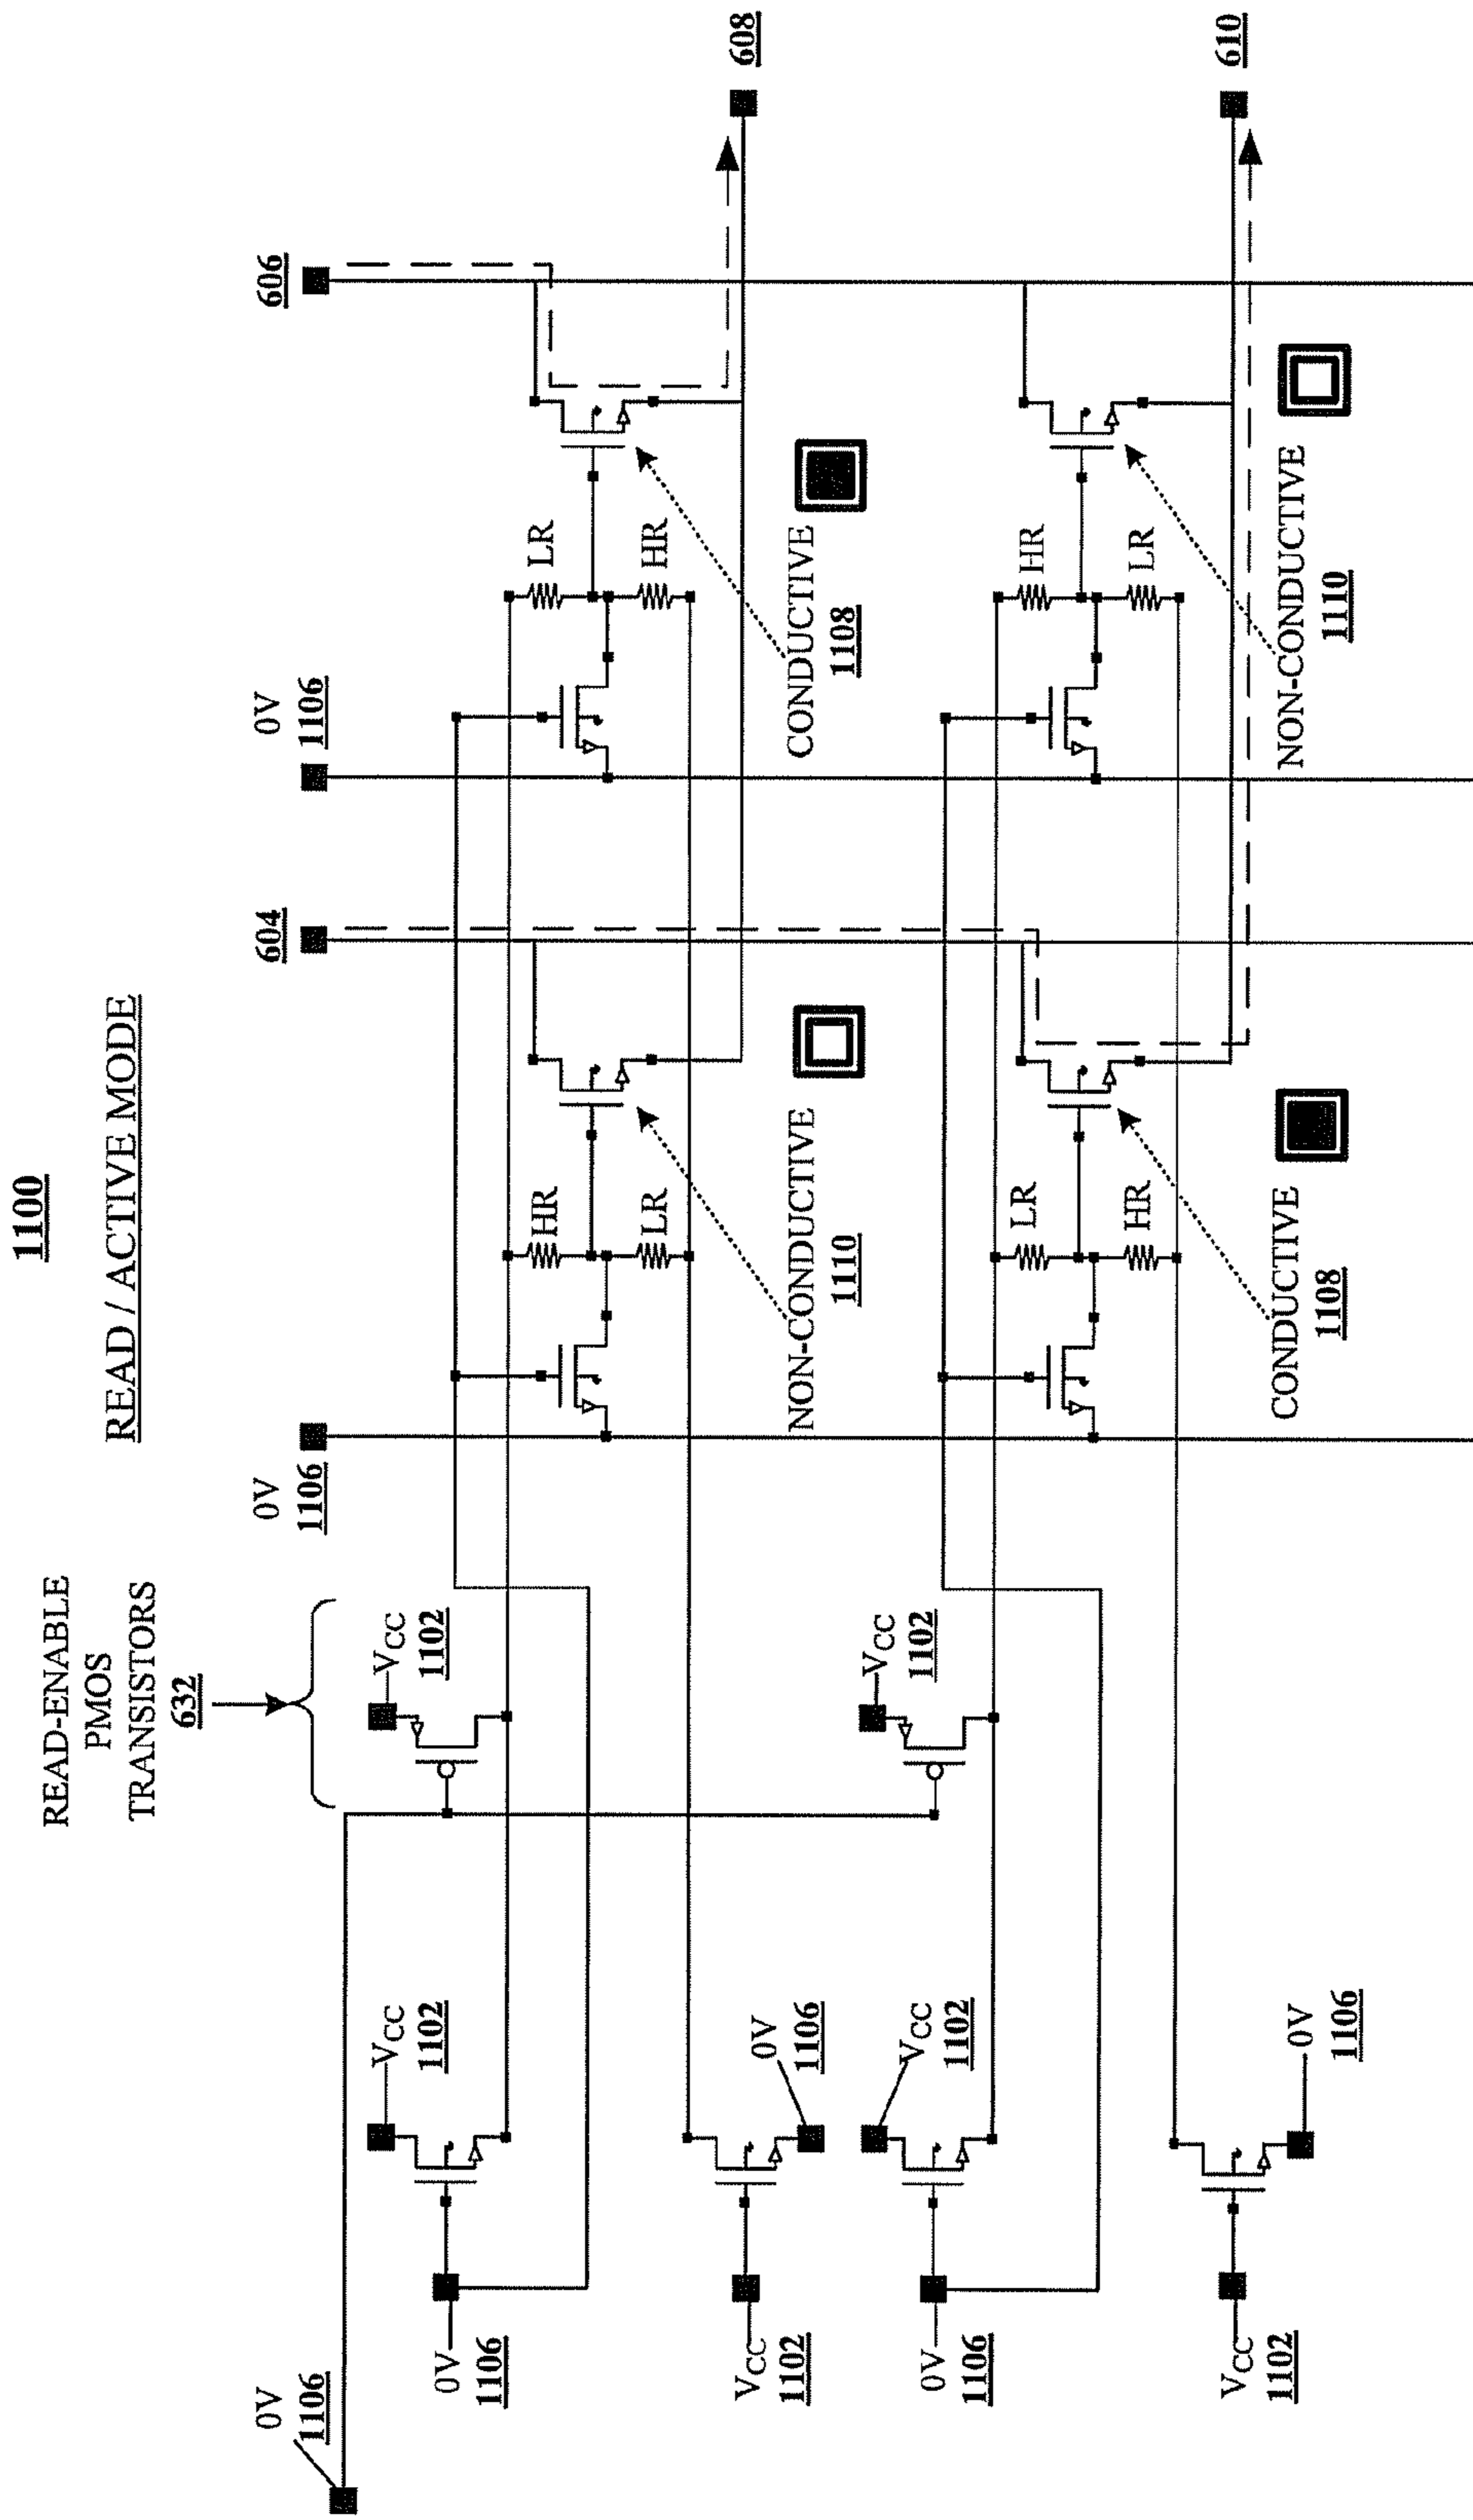 1100
READ / ACTIVE MODE
READ-ENABLE
PMOS
TRANSISTORS
632
0V
1106
0V
1106
604
0V
1106
606
VCC
1102
VCC
1102
0V
1106
HR
LR
LR
HR
608
VCC
1102
0V
1106
NON-CONDUCTIVE
1110
CONDUCTIVE
1108
VCC
1102
VCC
1102
0V
1106
LR
HR
HR
LR
610
VCC
1102
0V
1106
CONDUCTIVE
1108
NON-CONDUCTIVE
1110